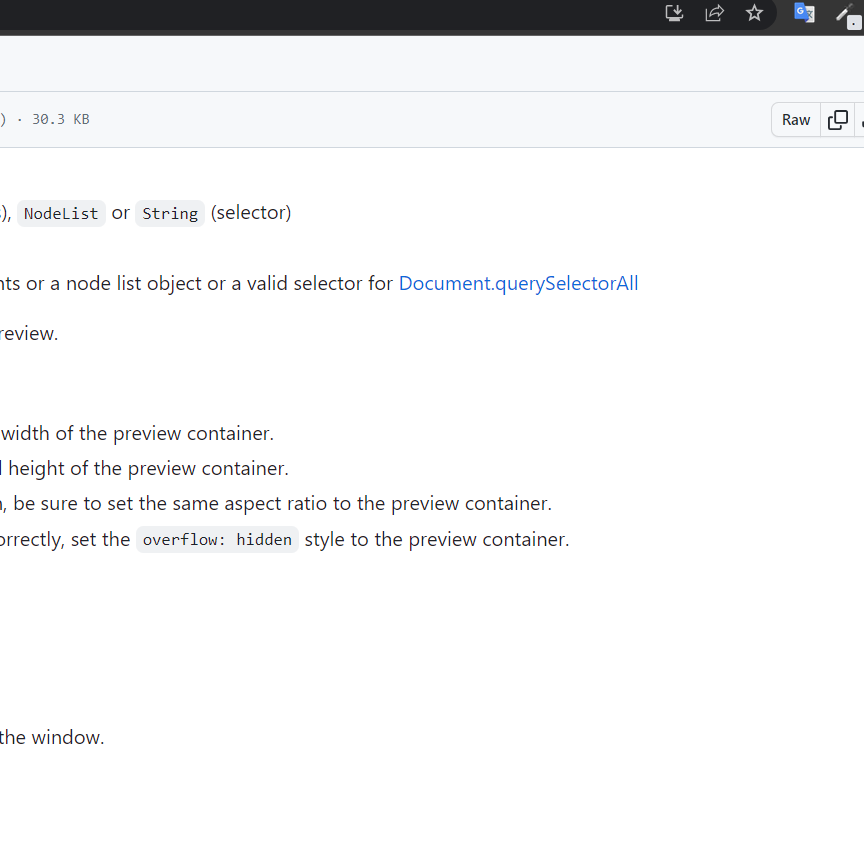 ) · 30.3 KB
Raw
), NodeList or String (selector)
nts or a node list object or a valid selector for Document.querySelectorAll
review.
width of the preview container.
height of the preview container.
, be sure to set the same aspect ratio to the preview container.
orrectly, set the overflow: hidden style to the preview container.
the window.